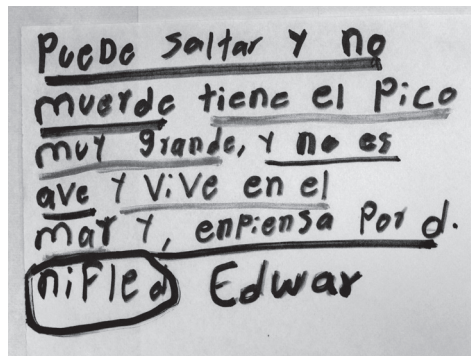 Puede saltar y no
muerde tiene el pico
muy grande, y no es
ave y vive en el
mar y, enpiensa por d.
nifled Edwar